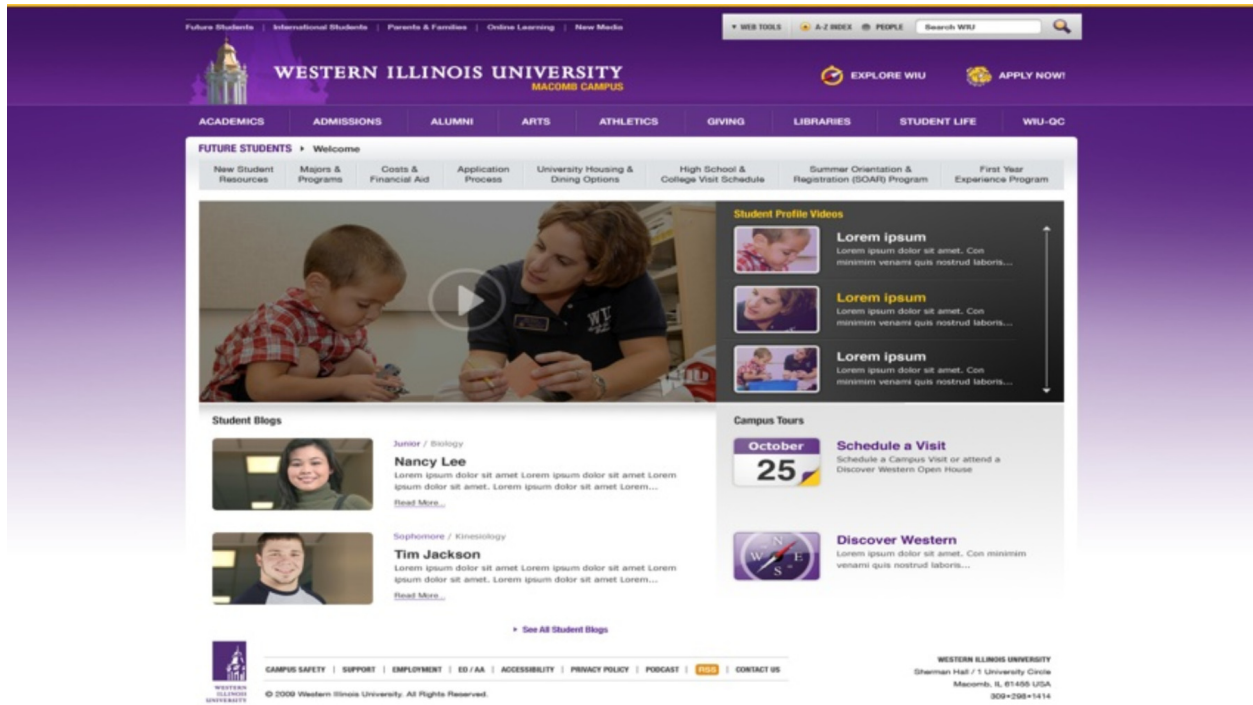 Future Students | International Students | Parents & Families | Online Learning | New Media
▾ WEB TOOLS A-Z INDEX PEOPLE Search WIU
WESTERN ILLINOIS UNIVERSITY
MACOMB CAMPUS
EXPLORE WIU APPLY NOW!
ACADEMICS ADMISSIONS ALUMNI ARTS ATHLETICS GIVING LIBRARIES STUDENT LIFE WIU-QC
FUTURE STUDENTS ▸ Welcome
New Student Resources
Majors & Programs
Costs & Financial Aid
Application Process
University Housing & Dining Options
High School & College Visit Schedule
Summer Orientation & Registration (SOAR) Program
First Year Experience Program
WU
Student Profile Videos
Lorem ipsum
Lorem ipsum dolor sit amet. Con
minimim venami quis nostrud laboris...
Lorem ipsum
Lorem ipsum dolor sit amet. Con
minimim venami quis nostrud laboris...
Lorem ipsum
Lorem ipsum dolor sit amet. Con
minimim venami quis nostrud laboris...
Student Blogs
Junior / Biology
Nancy Lee
Lorem ipsum dolor sit amet Lorem ipsum dolor sit amet Lorem
ipsum dolor sit amet. Lorem ipsum dolor sit amet Lorem...
Read More...
Sophomore / Kinesiology
Tim Jackson
Lorem ipsum dolor sit amet Lorem ipsum dolor sit amet Lorem
ipsum dolor sit amet. Lorem ipsum dolor sit amet Lorem...
Read More...
▸ See All Student Blogs
Campus Tours
October
25
Schedule a Visit
Schedule a Campus Visit or attend a
Discover Western Open House
N
W E
S
Discover Western
Lorem ipsum dolor sit amet. Con minimim
venami quis nostrud laboris...
WESTERN
ILLINOIS
UNIVERSITY
CAMPUS SAFETY | SUPPORT | EMPLOYMENT | EO / AA | ACCESSIBILITY | PRIVACY POLICY | PODCAST | RSS | CONTACT US
© 2009 Western Illinois University. All Rights Reserved.
WESTERN ILLINOIS UNIVERSITY
Sherman Hall / 1 University Circle
Macomb, IL 61455 USA
309•298•1414